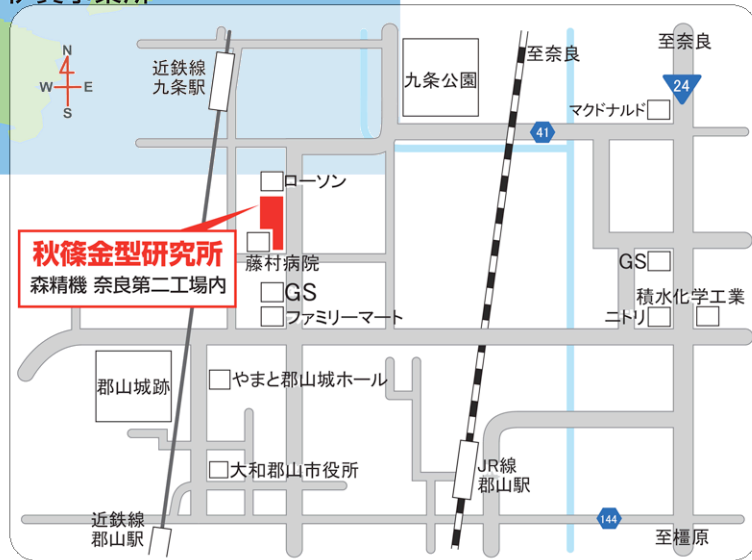 N
W E
S
近鉄線
九条駅
九条公園
至奈良
至奈良
24
マクドナルド
41
ローソン
秋篠金型研究所
森精機 奈良第二工場内
藤村病院
GS
GS
積水化学工業
ファミリーマート
ニトリ
郡山城跡
やまと郡山城ホール
大和郡山市役所
JR線
郡山駅
近鉄線
郡山駅
144
至橿原